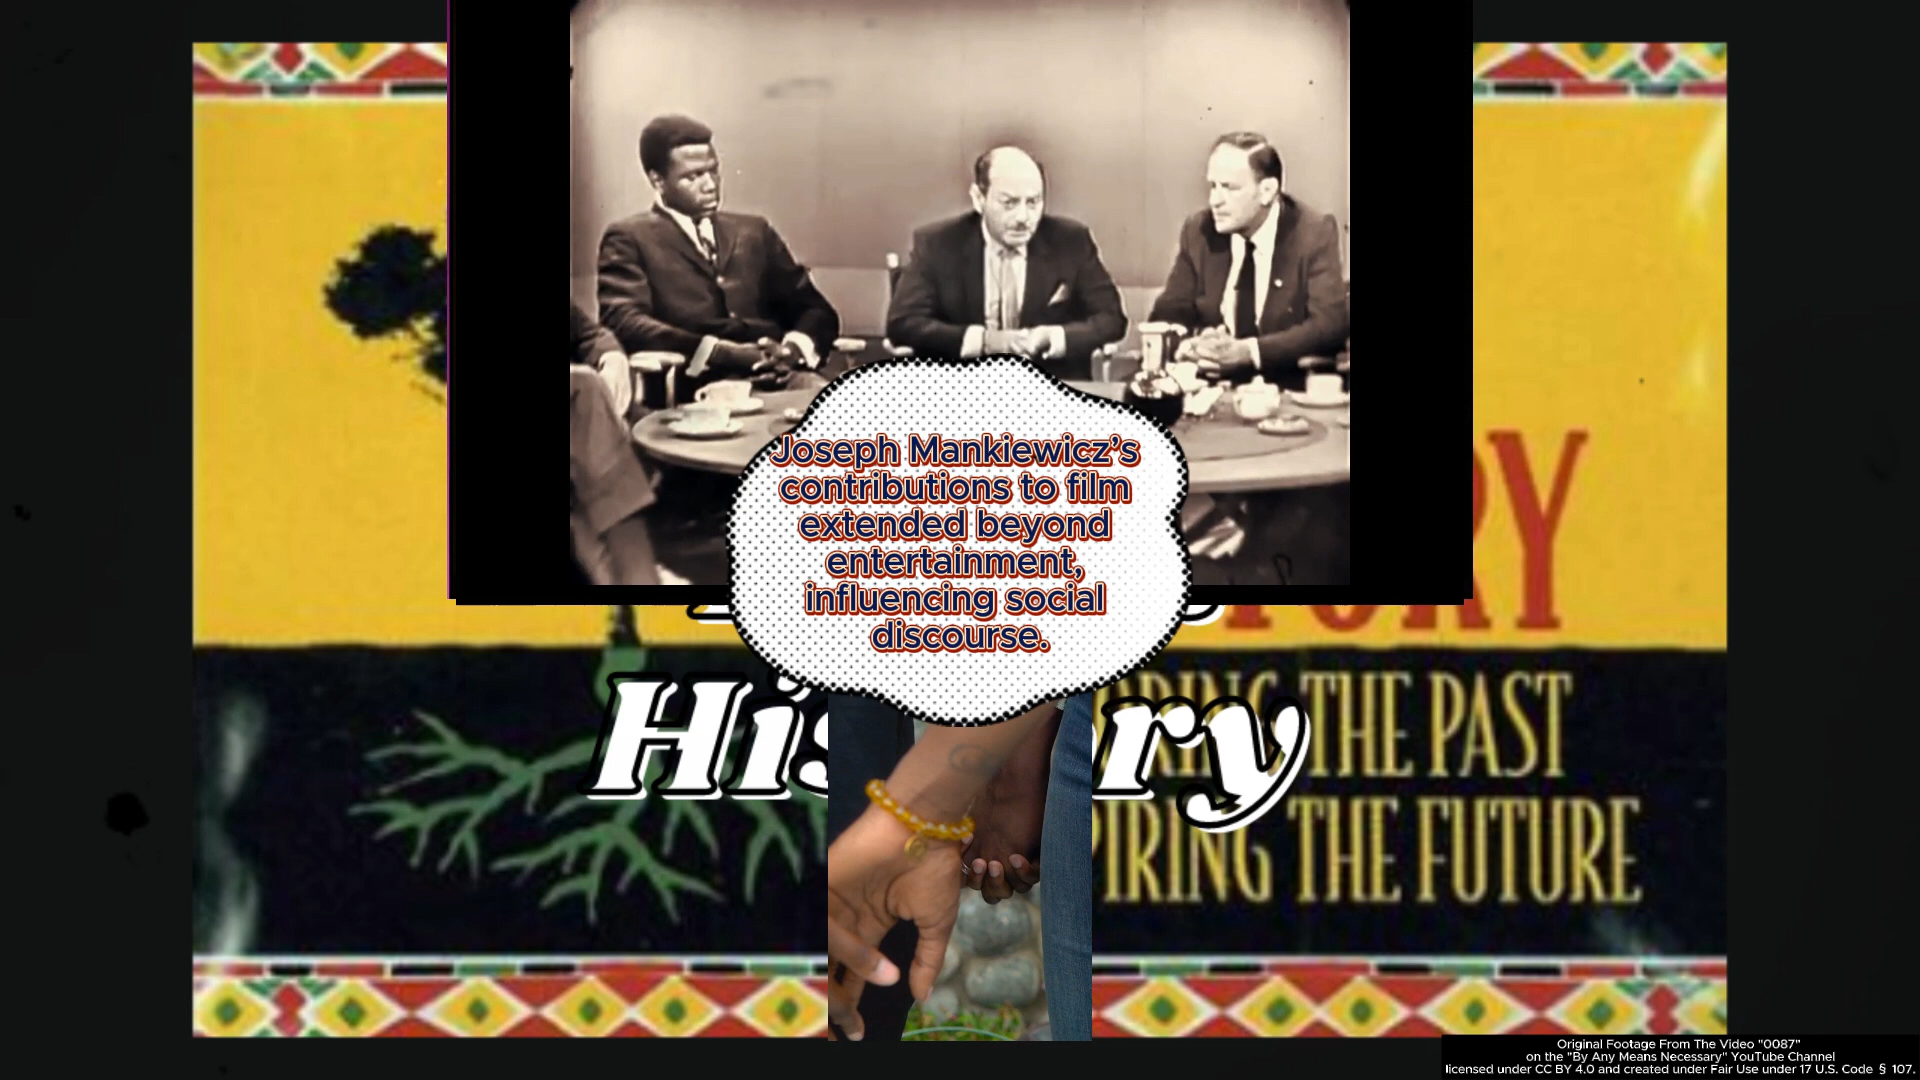 Joseph Mankiewicz's
contributions to film
extended beyond
entertainment,
influencing social
discourse.
THE PAST
THE FUTURE
Original Footage From The Video "0087"
on the "By Any Means Necessary" YouTube Channel
licensed under CC BY 4.0 and created under Fair Use under 17 U.S. Code § 107.